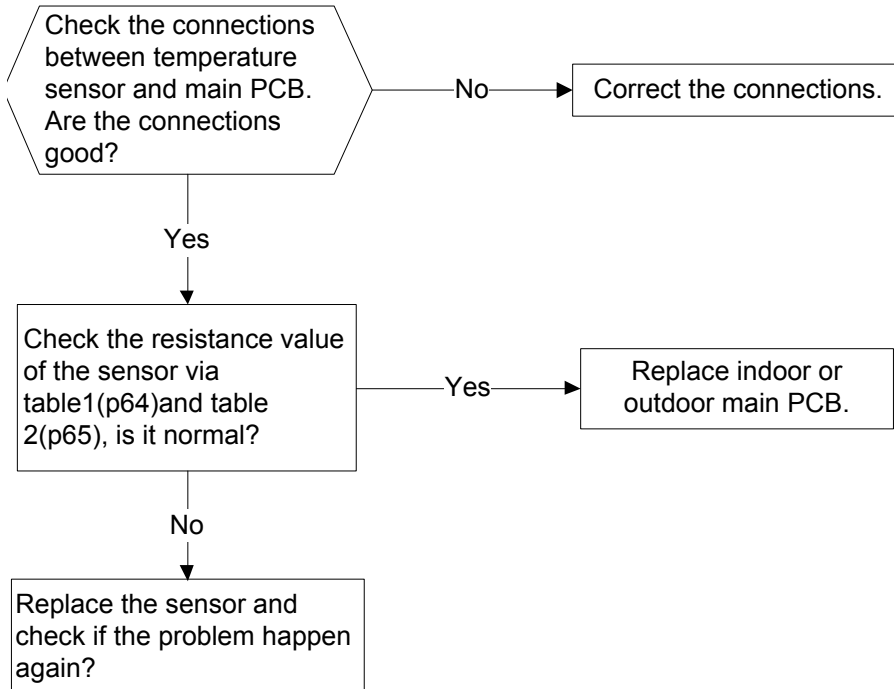 Check the connections
between temperature
sensor and main PCB.
Are the connections
good?
No
Correct the connections.
Yes
Check the resistance value
of the sensor via
table1(p64)and table
2(p65), is it normal?
Yes
Replace indoor or
outdoor main PCB.
No
Replace the sensor and
check if the problem happen
again?